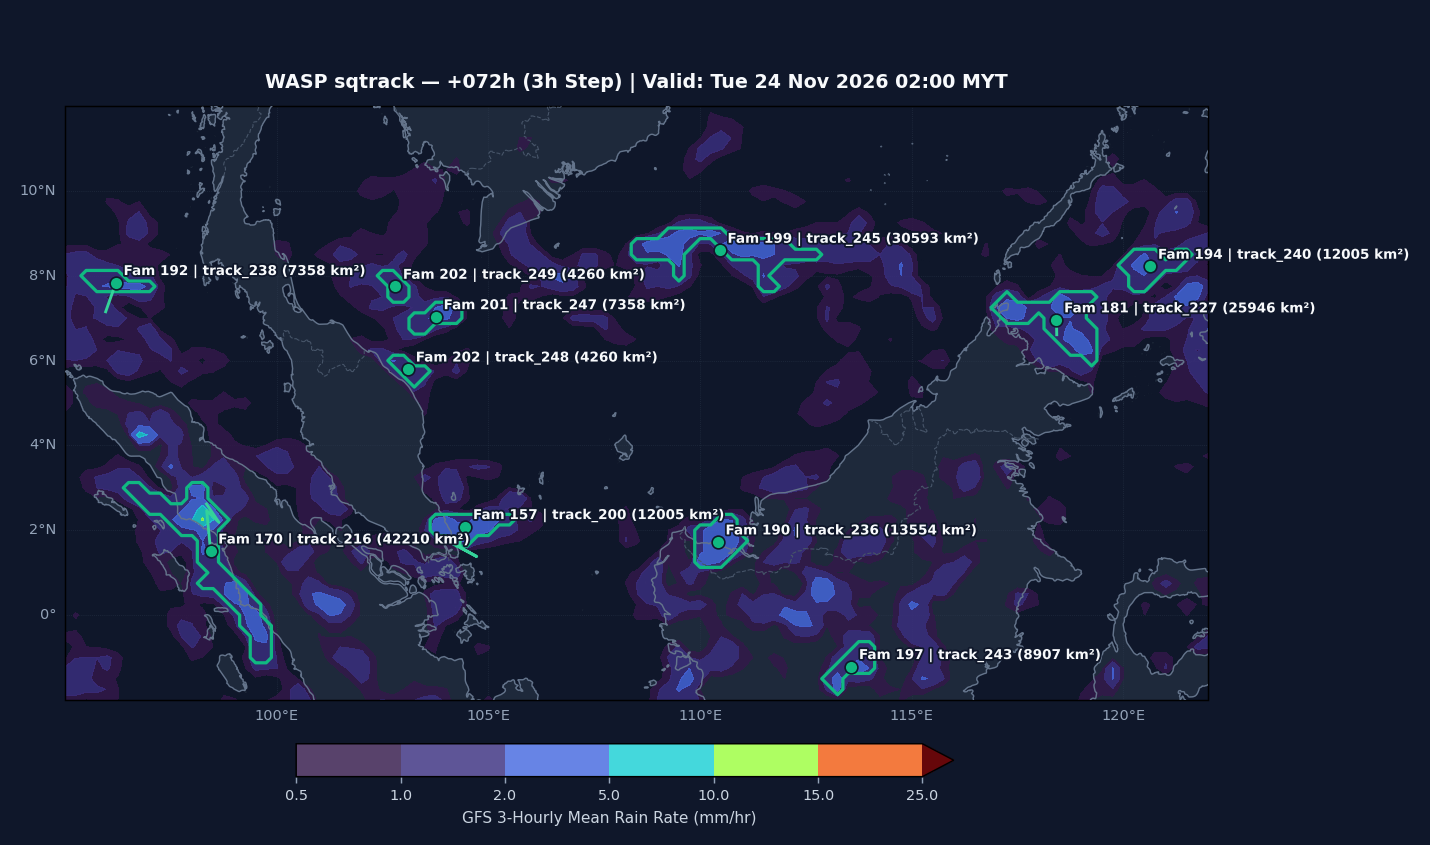 WASP sqtrack — +072h (3h Step) | Valid: Tue 24 Nov 2026 02:00 MYT
10°N
8°N
6°N
4°N
2°N
0°
Fam 199 | track_245 (30593 km²)
Fam 194 | track_240 (12005 km²)
Fam 192 | track_238 (7358 km²)
Fam 202 | track_249 (4260 km²)
Fam 201 | track_247 (7358 km²)
Fam 181 | track_227 (25946 km²)
Fam 202 | track_248 (4260 km²)
Fam 157 | track_200 (12005 km²)
Fam 190 | track_236 (13554 km²)
Fam 170 | track_216 (42210 km²)
Fam 197 | track_243 (8907 km²)
100°E 105°E 110°E 115°E 120°E
0.5 1.0 2.0 5.0 10.0 15.0 25.0
GFS 3-Hourly Mean Rain Rate (mm/hr)